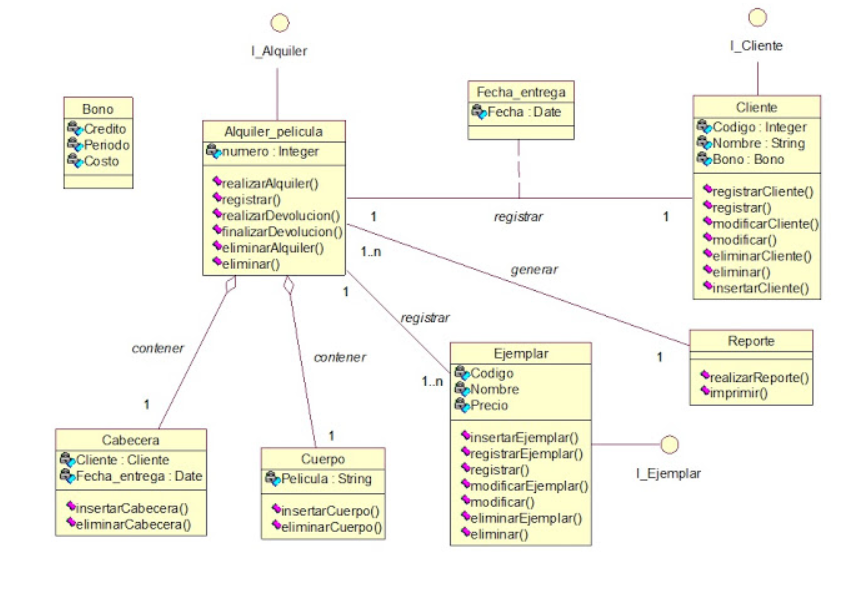 I_Alquiler
I_Cliente
Bono
Credito
Periodo
Costo
Alquiler_pelicula
numero : Integer
realizarAlquiler()
registrar()
realizarDevolucion()
finalizarDevolucion()
eliminarAlquiler()
eliminar()
Fecha_entrega
Fecha : Date
Cliente
Codigo : Integer
Nombre : String
Bono : Bono
registrarCliente()
registrar()
modificarCliente()
modificar()
eliminarCliente()
eliminar()
insertarCliente()
1
registrar
1
1..n
generar
1
1
registrar
1..n
contener
1
contener
1
Reporte
realizarReporte()
imprimir()
Ejemplar
Codigo
Nombre
Precio
insertarEjemplar()
registrarEjemplar()
registrar()
modificarEjemplar()
modificar()
eliminarEjemplar()
eliminar()
I_Ejemplar
Cabecera
Cliente : Cliente
Fecha_entrega : Date
insertarCabecera()
eliminarCabecera()
Cuerpo
Pelicula : String
insertarCuerpo()
eliminarCuerpo()